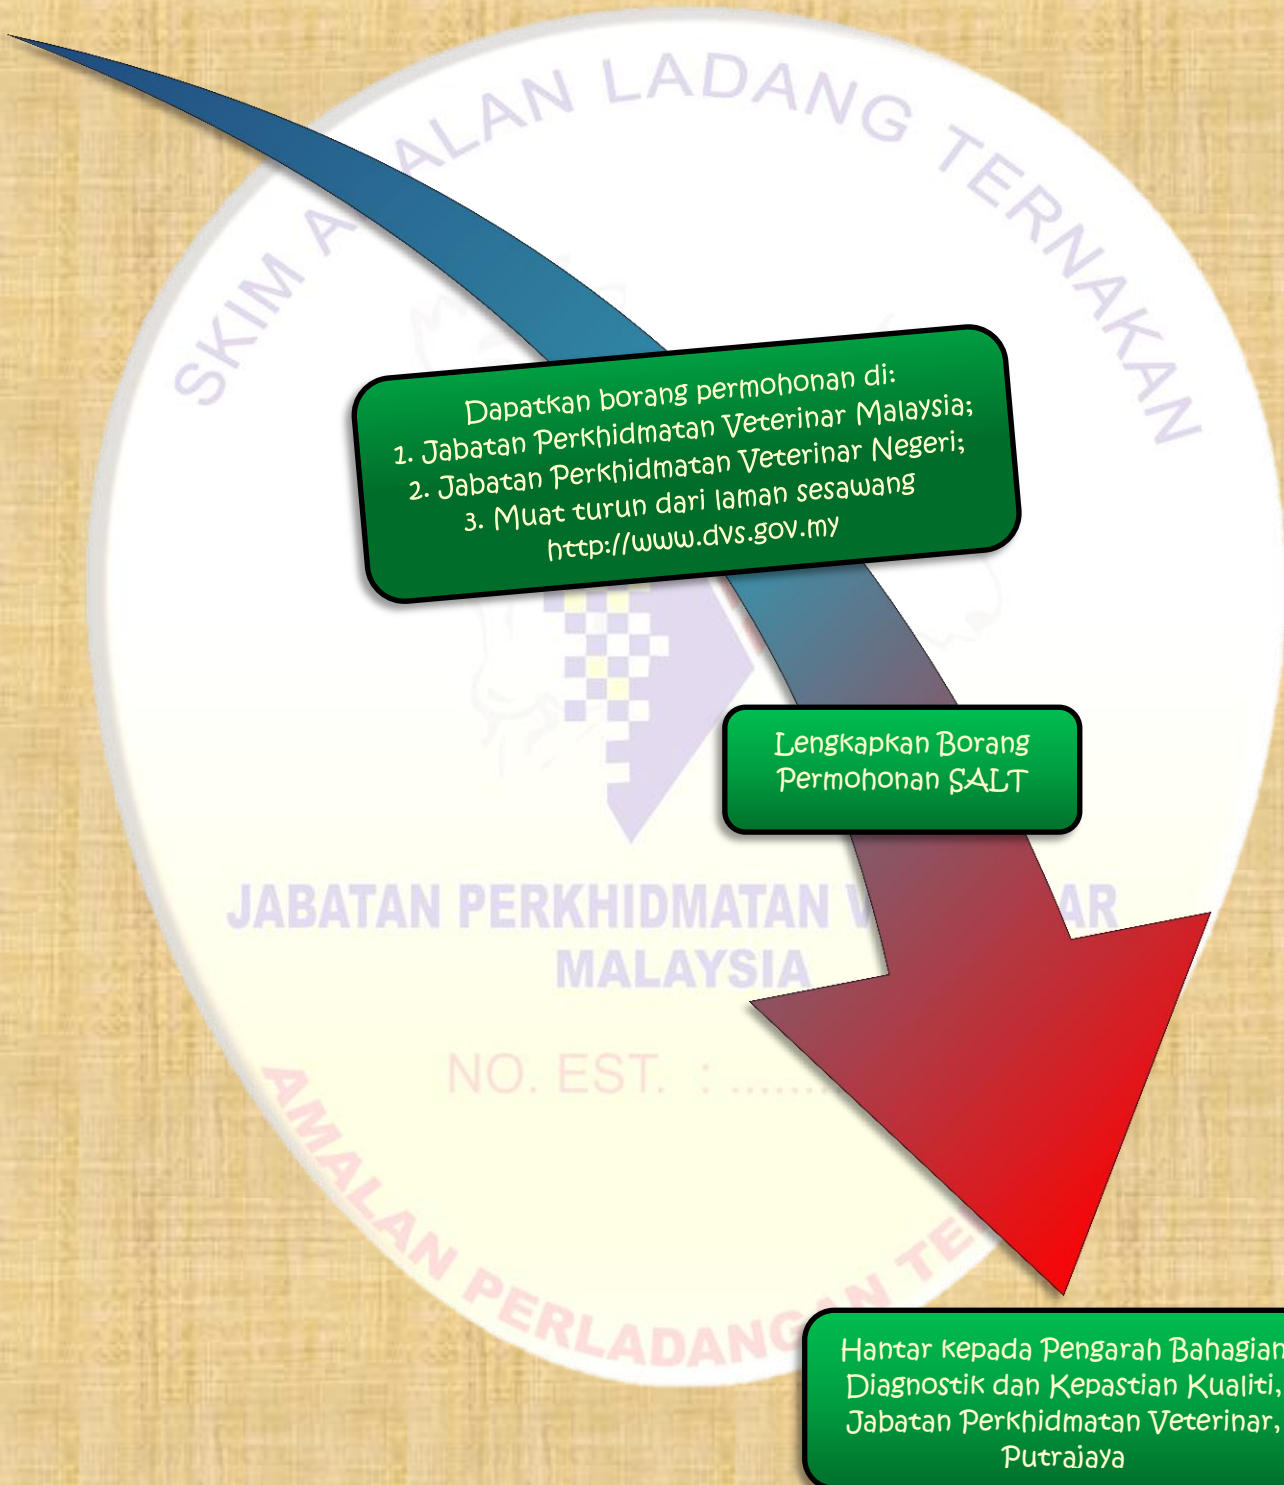 SKIM A ALAN LADANG TERNAKAN
Dapatkan borang permohonan di:
1. Jabatan Perkhidmatan Veterinar Malaysia;
2. Jabatan Perkhidmatan Veterinar Negeri;
3. Muat turun dari laman sesawang
http://www.dvs.gov.my
Lengkapkan Borang
Permohonan SALT
JABATAN PERKHIDMATAN V AR
MALAYSIA
NO. EST. : ........
AMALAN PERLADANGAN TE
Hantar kepada Pengarah Bahagian
Diagnostik dan Kepastian Kualiti,
Jabatan Perkhidmatan Veterinar,
Putrajaya